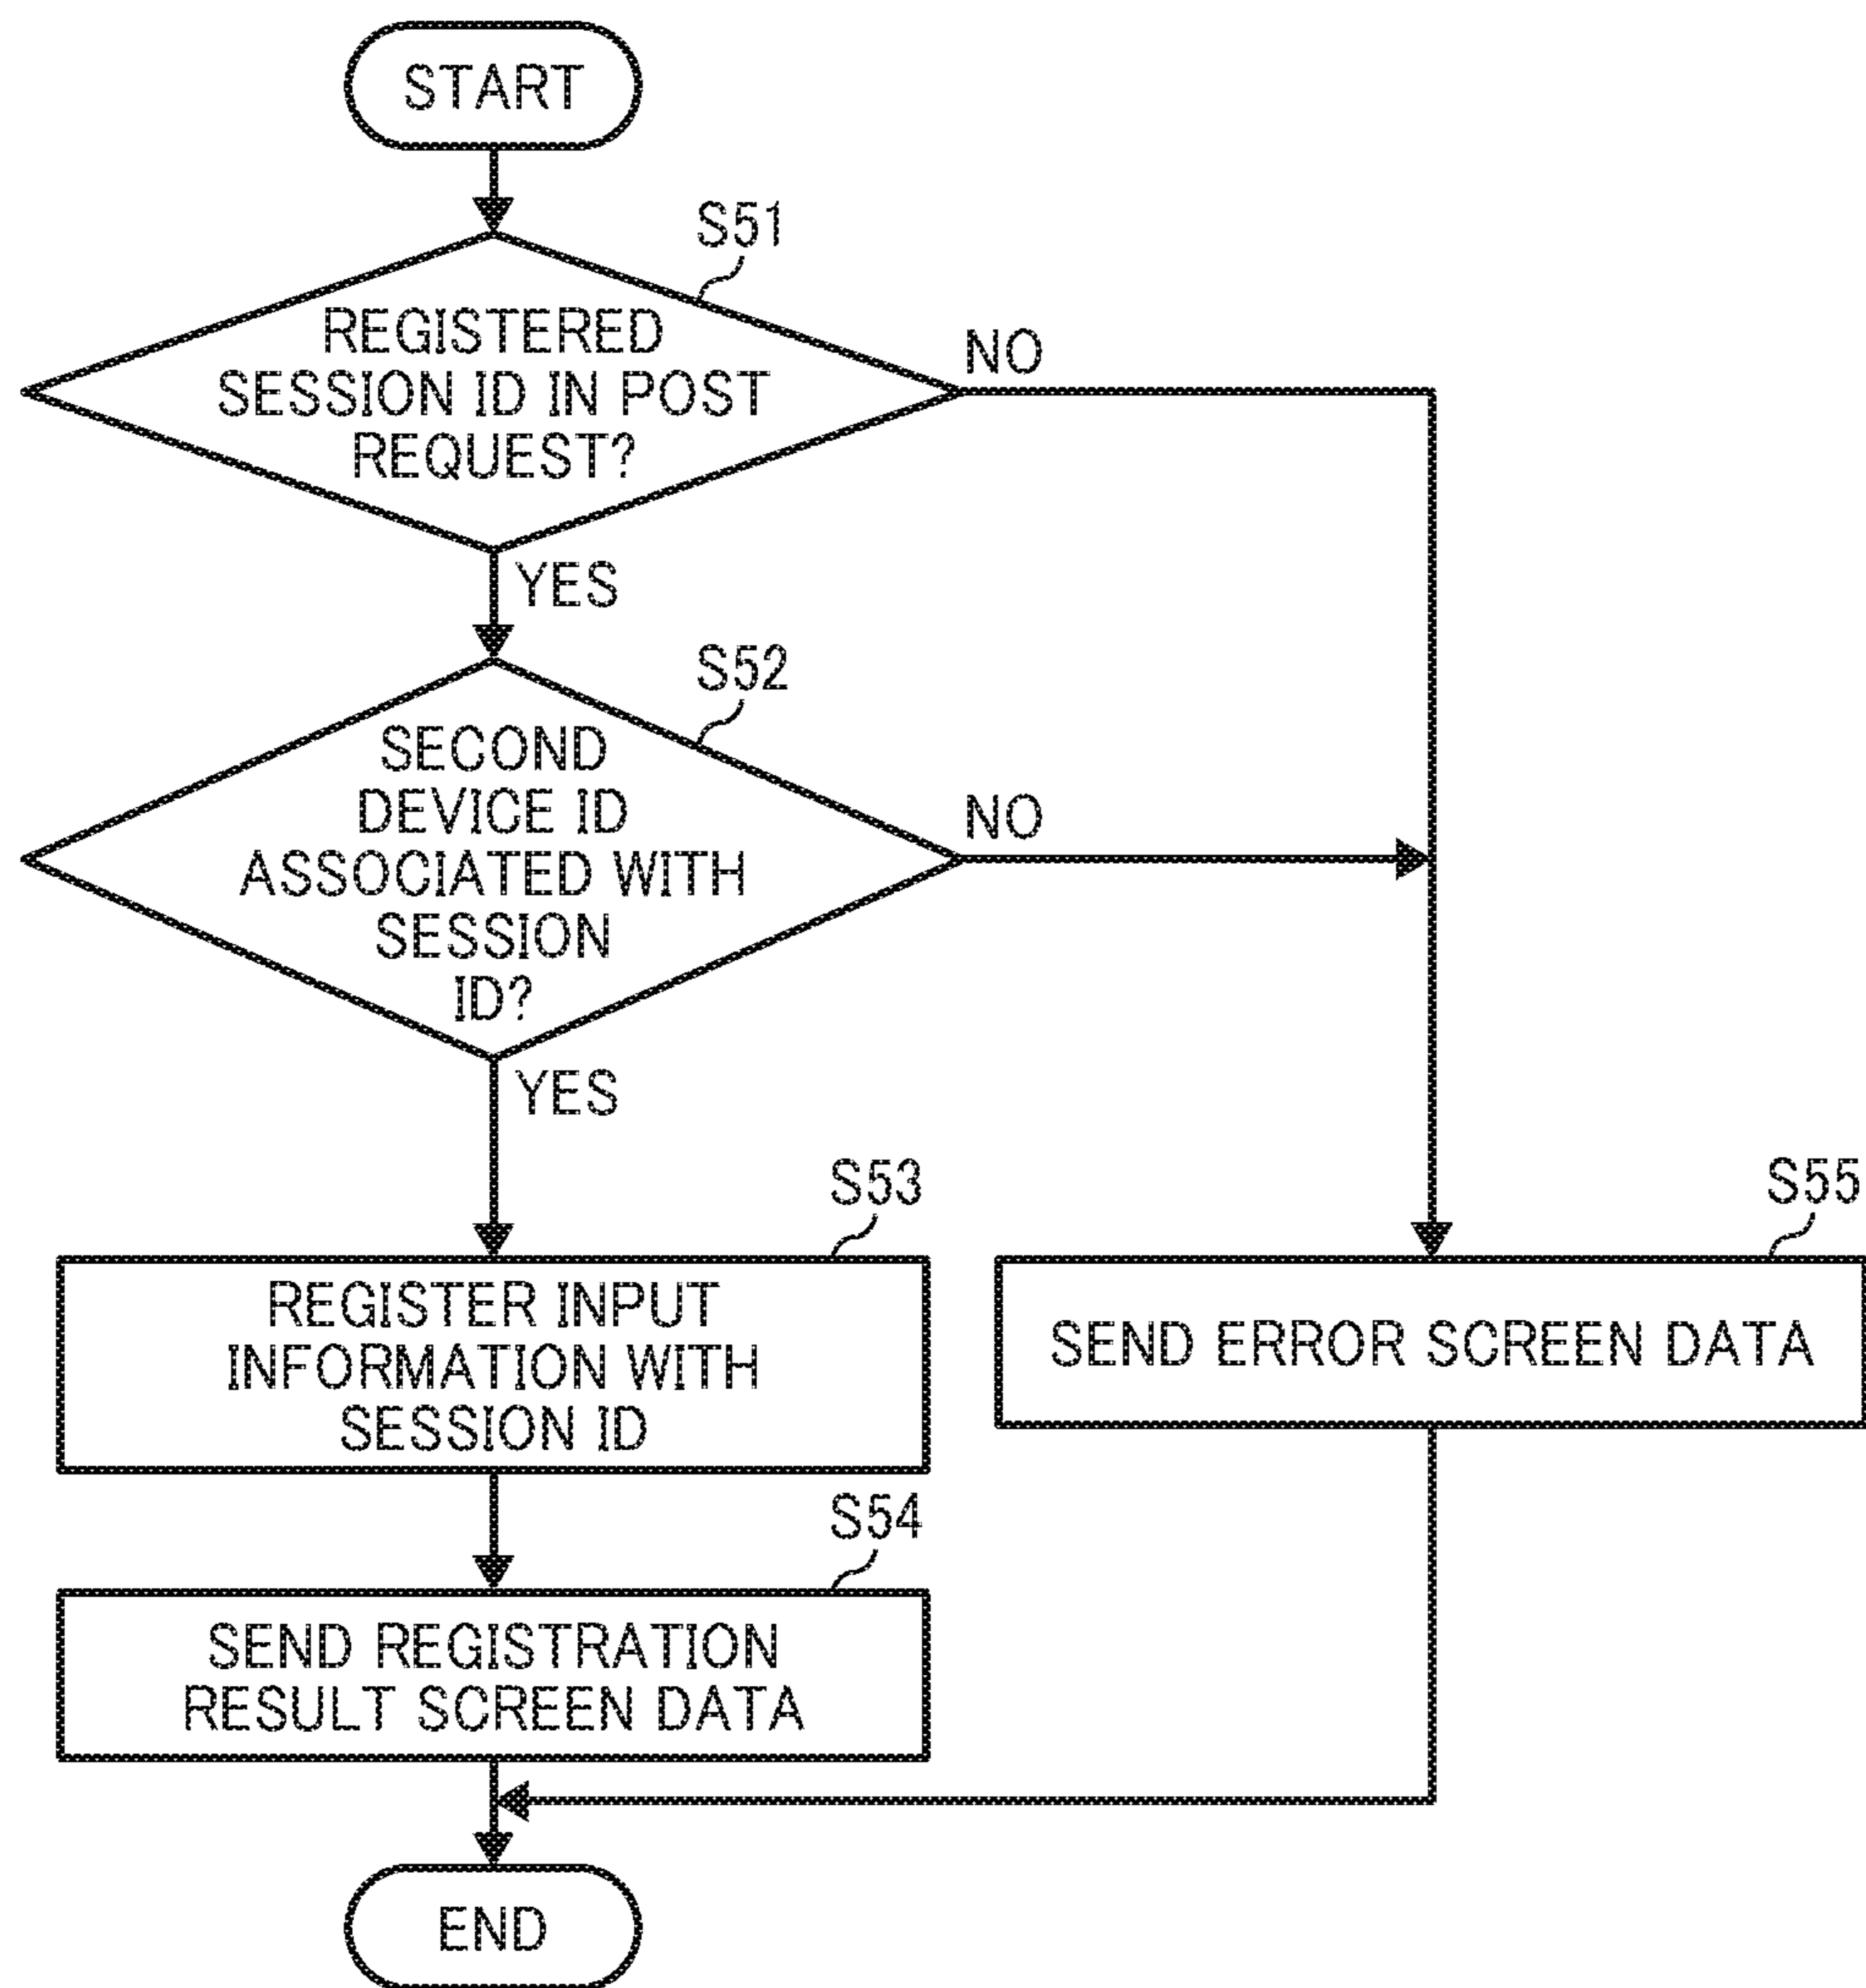 START
S51
REGISTERED
SESSION ID IN POST
REQUEST?
NO
YES
S52
SECOND
DEVICE ID
ASSOCIATED WITH
SESSION
ID?
NO
YES
S53
REGISTER INPUT
INFORMATION WITH
SESSION ID
S55
SEND ERROR SCREEN DATA
S54
SEND REGISTRATION
RESULT SCREEN DATA
END